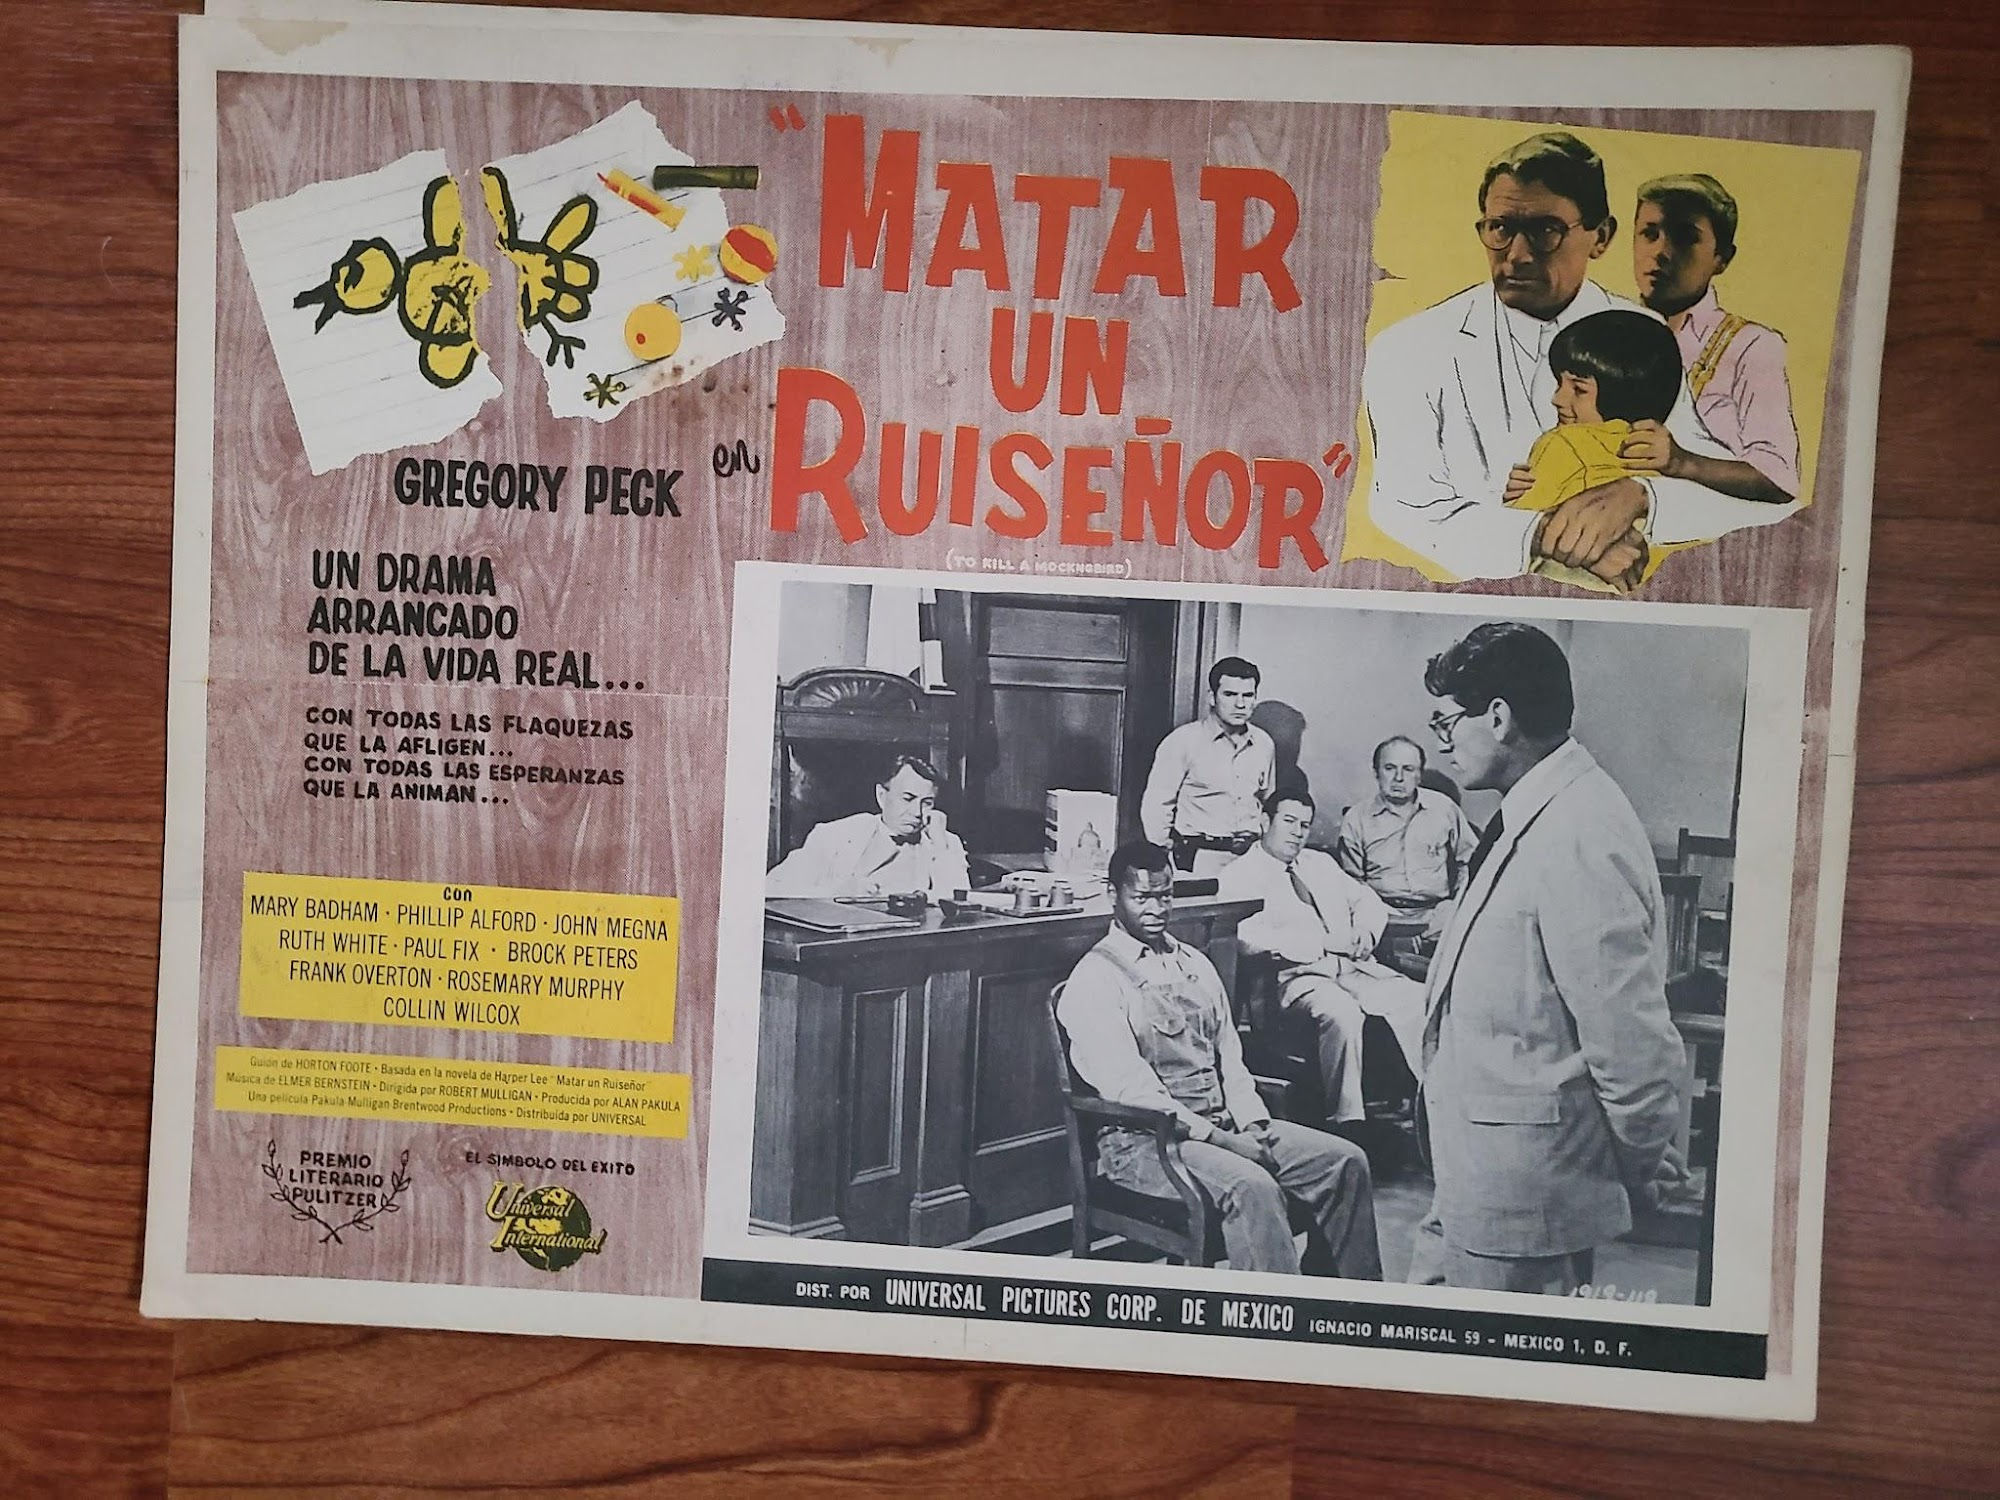 "MATAR
UN
RUISEÑOR"
(TO KILL A MOCKNGBIRD)
GREGORY PECK en
UN DRAMA
ARRANCADO
DE LA VIDA REAL...
CON TODAS LAS FLAQUEZAS
QUE LA AFLIGEN...
CON TODAS LAS ESPERANZAS
QUE LA ANIMAN...
CON
MARY BADHAM · PHILLIP ALFORD · JOHN MEGNA
RUTH WHITE · PAUL FIX · BROCK PETERS
FRANK OVERTON · ROSEMARY MURPHY
COLLIN WILCOX
Guión de HORTON FOOTE · Basada en la novela de Harper Lee "Matar un Ruiseñor"
Música de ELMER BERNSTEIN · Dirigida por ROBERT MULLIGAN · Producida por ALAN PAKULA
Una película Pakula-Mulligan Brentwood Productions · Distribuída por UNIVERSAL
PREMIO
LITERARIO
PULITZER
EL SIMBOLO DEL EXITO
Universal
International
1918-118
DIST. POR UNIVERSAL PICTURES CORP. DE MEXICO IGNACIO MARISCAL 59 - MEXICO 1, D. F.